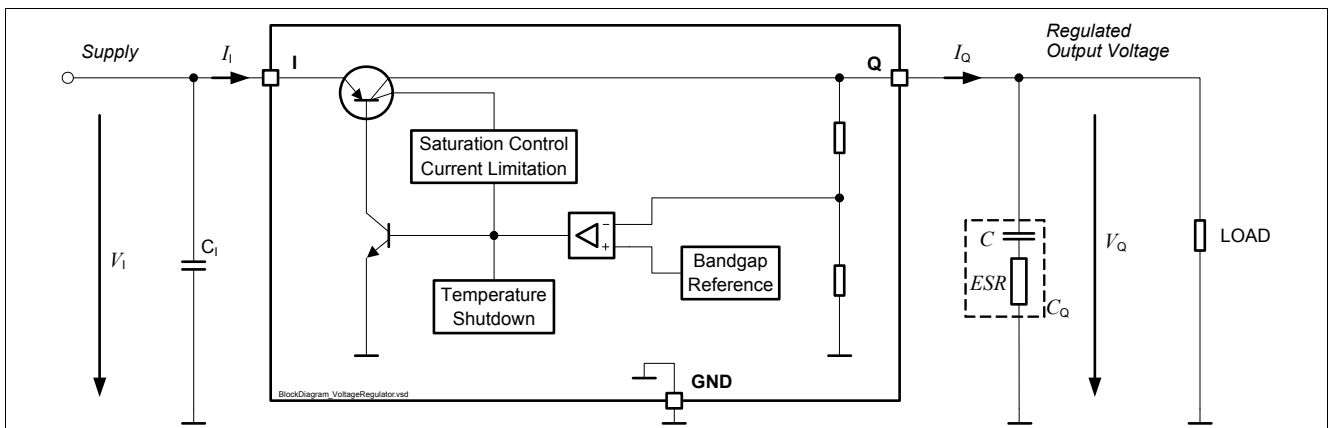 Supply
I_I
I
Q
I_Q
Regulated
Output Voltage
Saturation Control
Current Limitation
V_I
C_I
-
+
Bandgap
Reference
Temperature
Shutdown
C
ESR
C_Q
V_Q
LOAD
GND
BlockDiagram_VoltageRegulator.vsd